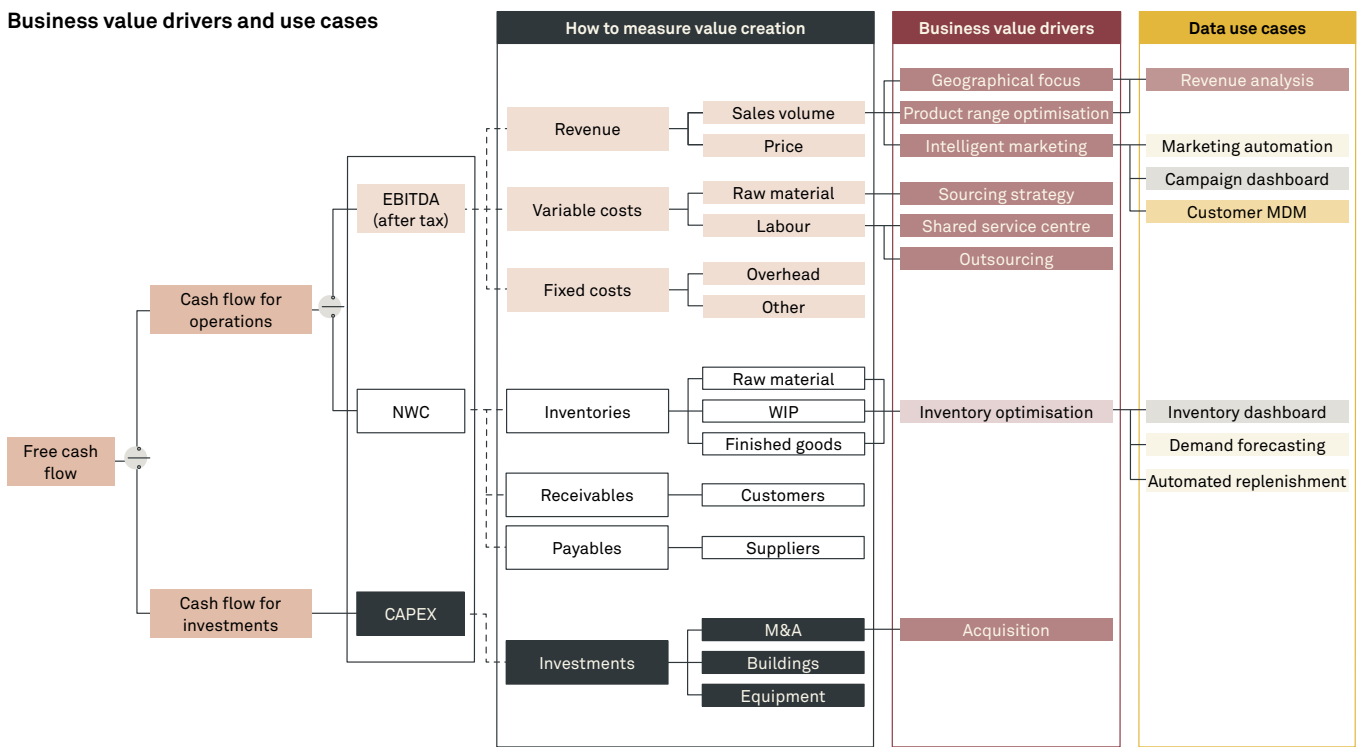 Business value drivers and use cases
How to measure value creation
Business value drivers
Data use cases
Free cash
flow
Cash flow for
operations
Cash flow for
investments
EBITDA
(after tax)
NWC
CAPEX
Revenue
Variable costs
Fixed costs
Inventories
Receivables
Payables
Investments
Sales volume
Price
Raw material
Labour
Overhead
Other
Raw material
WIP
Finished goods
Customers
Suppliers
M&A
Buildings
Equipment
Geographical focus
Product range optimisation
Intelligent marketing
Sourcing strategy
Shared service centre
Outsourcing
Inventory optimisation
Acquisition
Revenue analysis
Marketing automation
Campaign dashboard
Customer MDM
Inventory dashboard
Demand forecasting
Automated replenishment